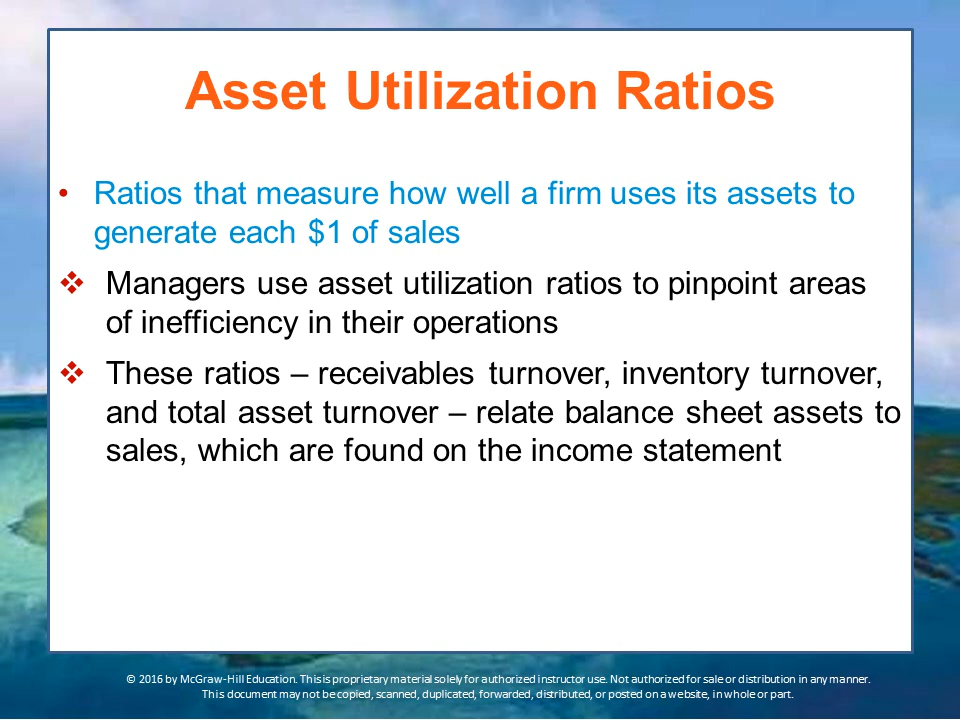 Asset Utilization Ratios
• Ratios that measure how well a firm uses its assets to
generate each $1 of sales
❖ Managers use asset utilization ratios to pinpoint areas
of inefficiency in their operations
❖ These ratios – receivables turnover, inventory turnover,
and total asset turnover – relate balance sheet assets to
sales, which are found on the income statement
© 2016 by McGraw-Hill Education. This is proprietary material solely for authorized instructor use. Not authorized for sale or distribution in any manner.
This document may not be copied, scanned, duplicated, forwarded, distributed, or posted on a website, in whole or part.